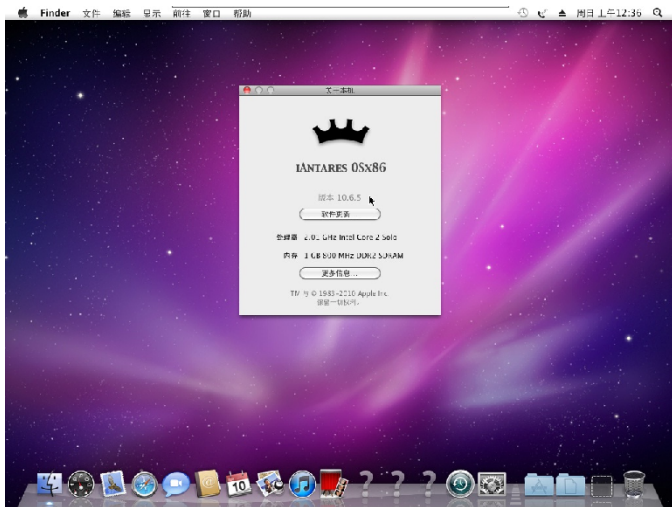 Finder 文件 编辑 显示 前往 窗口 帮助 周日上午12:36
关于本机
IANTARES OSX86
版本 10.6.5
软件更新
处理器 2.01 GHz Intel Core 2 Solo
内存 1 GB 800 MHz DDR2 SDRAM
更多信息...
TM 与 © 1983-2010 Apple Inc.
保留一切权利。
10
? ? ?